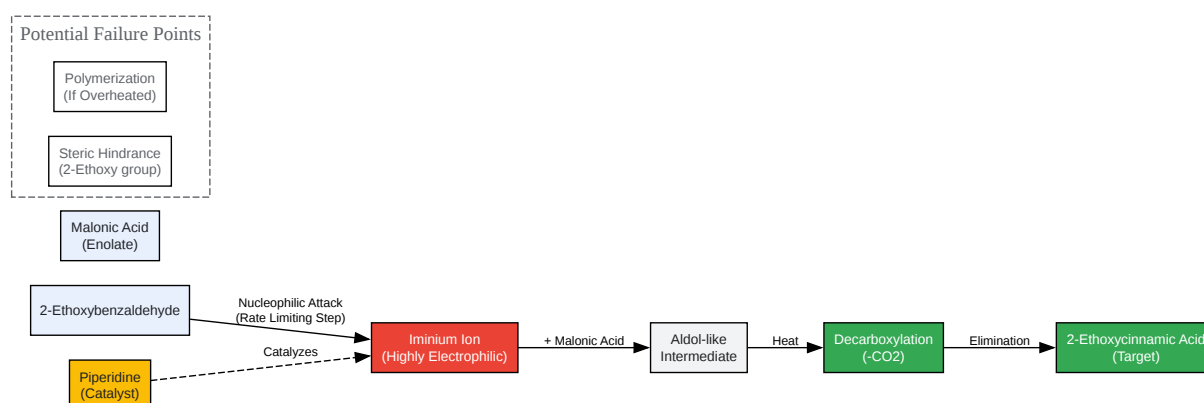 Potential Failure Points
Polymerization
(If Overheated)
Steric Hindrance
(2-Ethoxy group)
Malonic Acid
(Enolate)
2-Ethoxybenzaldehyde
Nucleophilic Attack
(Rate Limiting Step)
Catalyzes
Piperidine
(Catalyst)
Iminium Ion
(Highly Electrophilic)
+ Malonic Acid
Aldol-like
Intermediate
Heat
Decarboxylation
(-CO2)
Elimination
2-Ethoxycinnamic Acid
(Target)